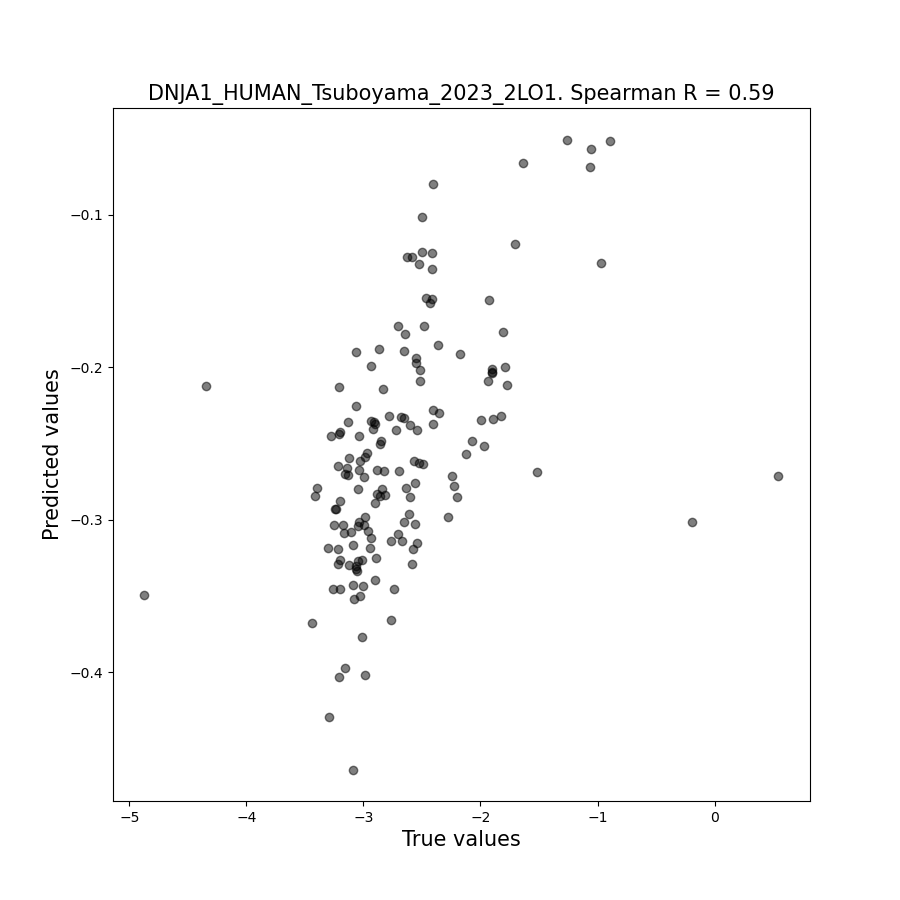 DNJA1_HUMAN_Tsuboyama_2023_2LO1. Spearman R = 0.59
−0.1
−0.2
−0.3
−0.4
Predicted values
−5 −4 −3 −2 −1 0
True values